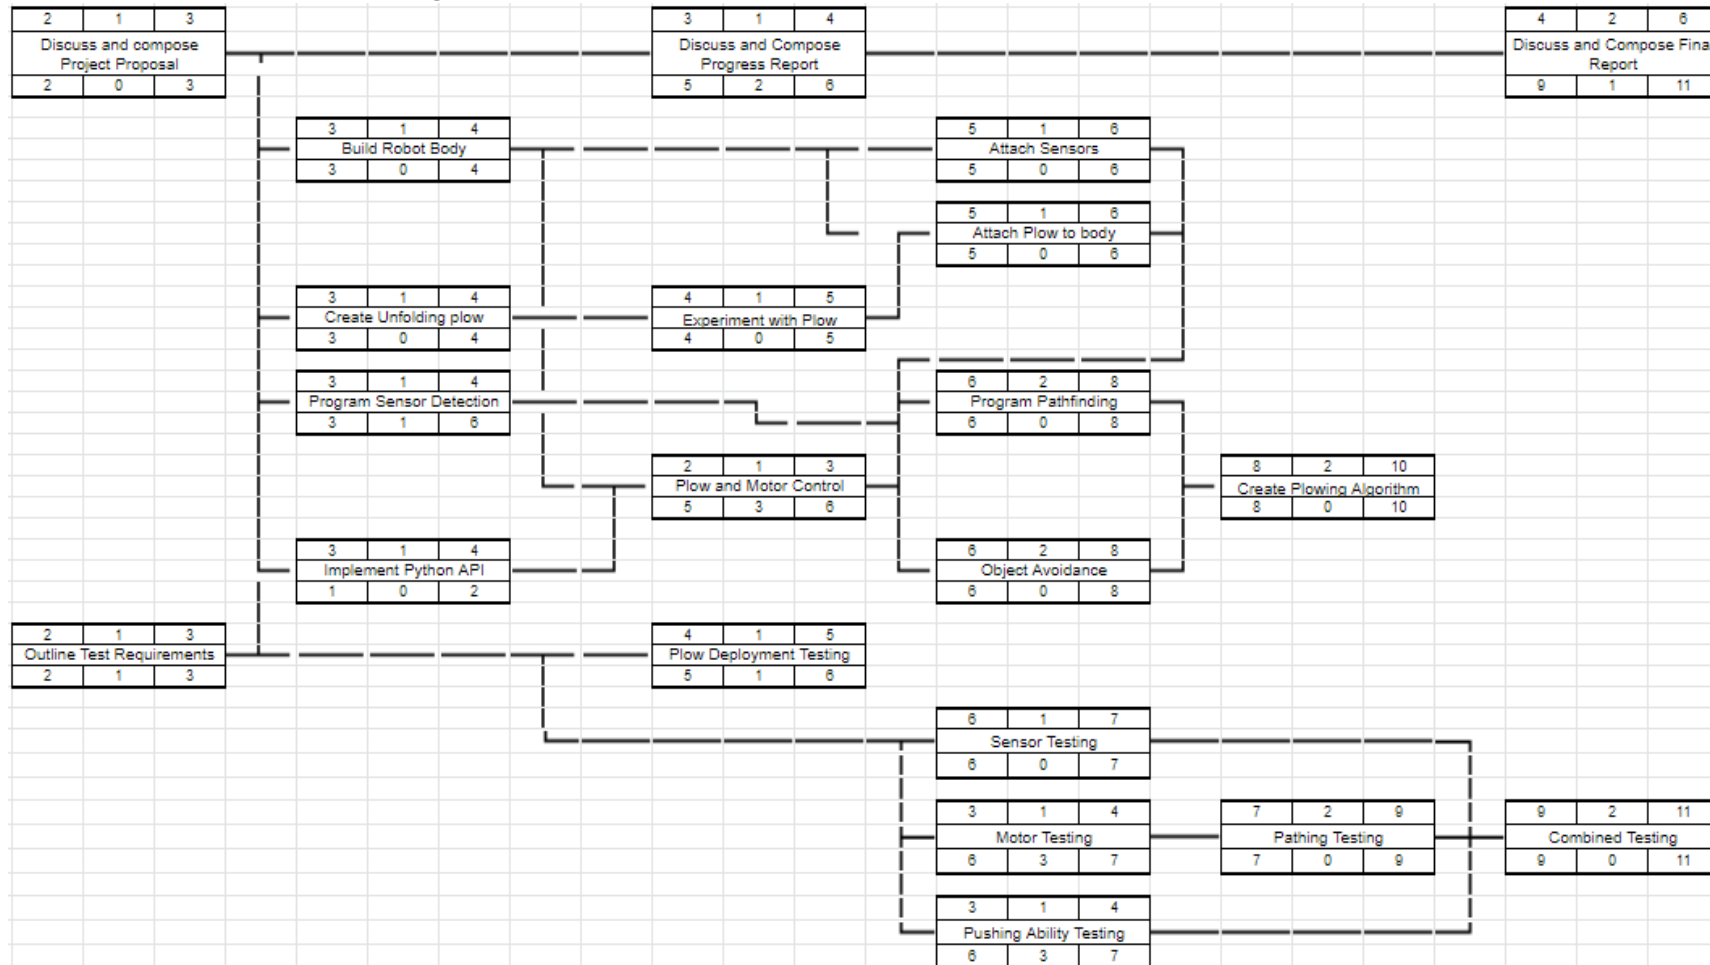 2 1 3
Discuss and compose
Project Proposal
2 0 3
3 1 4
Discuss and Compose
Progress Report
5 2 6
4 2 6
Discuss and Compose Fina
Report
9 1 11
3 1 4
Build Robot Body
3 0 4
5 1 6
Attach Sensors
5 0 6
5 1 6
Attach Plow to body
5 0 6
3 1 4
Create Unfolding plow
3 0 4
4 1 5
Experiment with Plow
4 0 5
3 1 4
Program Sensor Detection
3 1 6
6 2 8
Program Pathfinding
6 0 8
2 1 3
Plow and Motor Control
5 3 6
8 2 10
Create Plowing Algorithm
8 0 10
3 1 4
Implement Python API
1 0 2
6 2 8
Object Avoidance
6 0 8
2 1 3
Outline Test Requirements
2 1 3
4 1 5
Plow Deployment Testing
5 1 6
6 1 7
Sensor Testing
6 0 7
3 1 4
Motor Testing
6 3 7
7 2 9
Pathing Testing
7 0 9
9 2 11
Combined Testing
9 0 11
3 1 4
Pushing Ability Testing
6 3 7